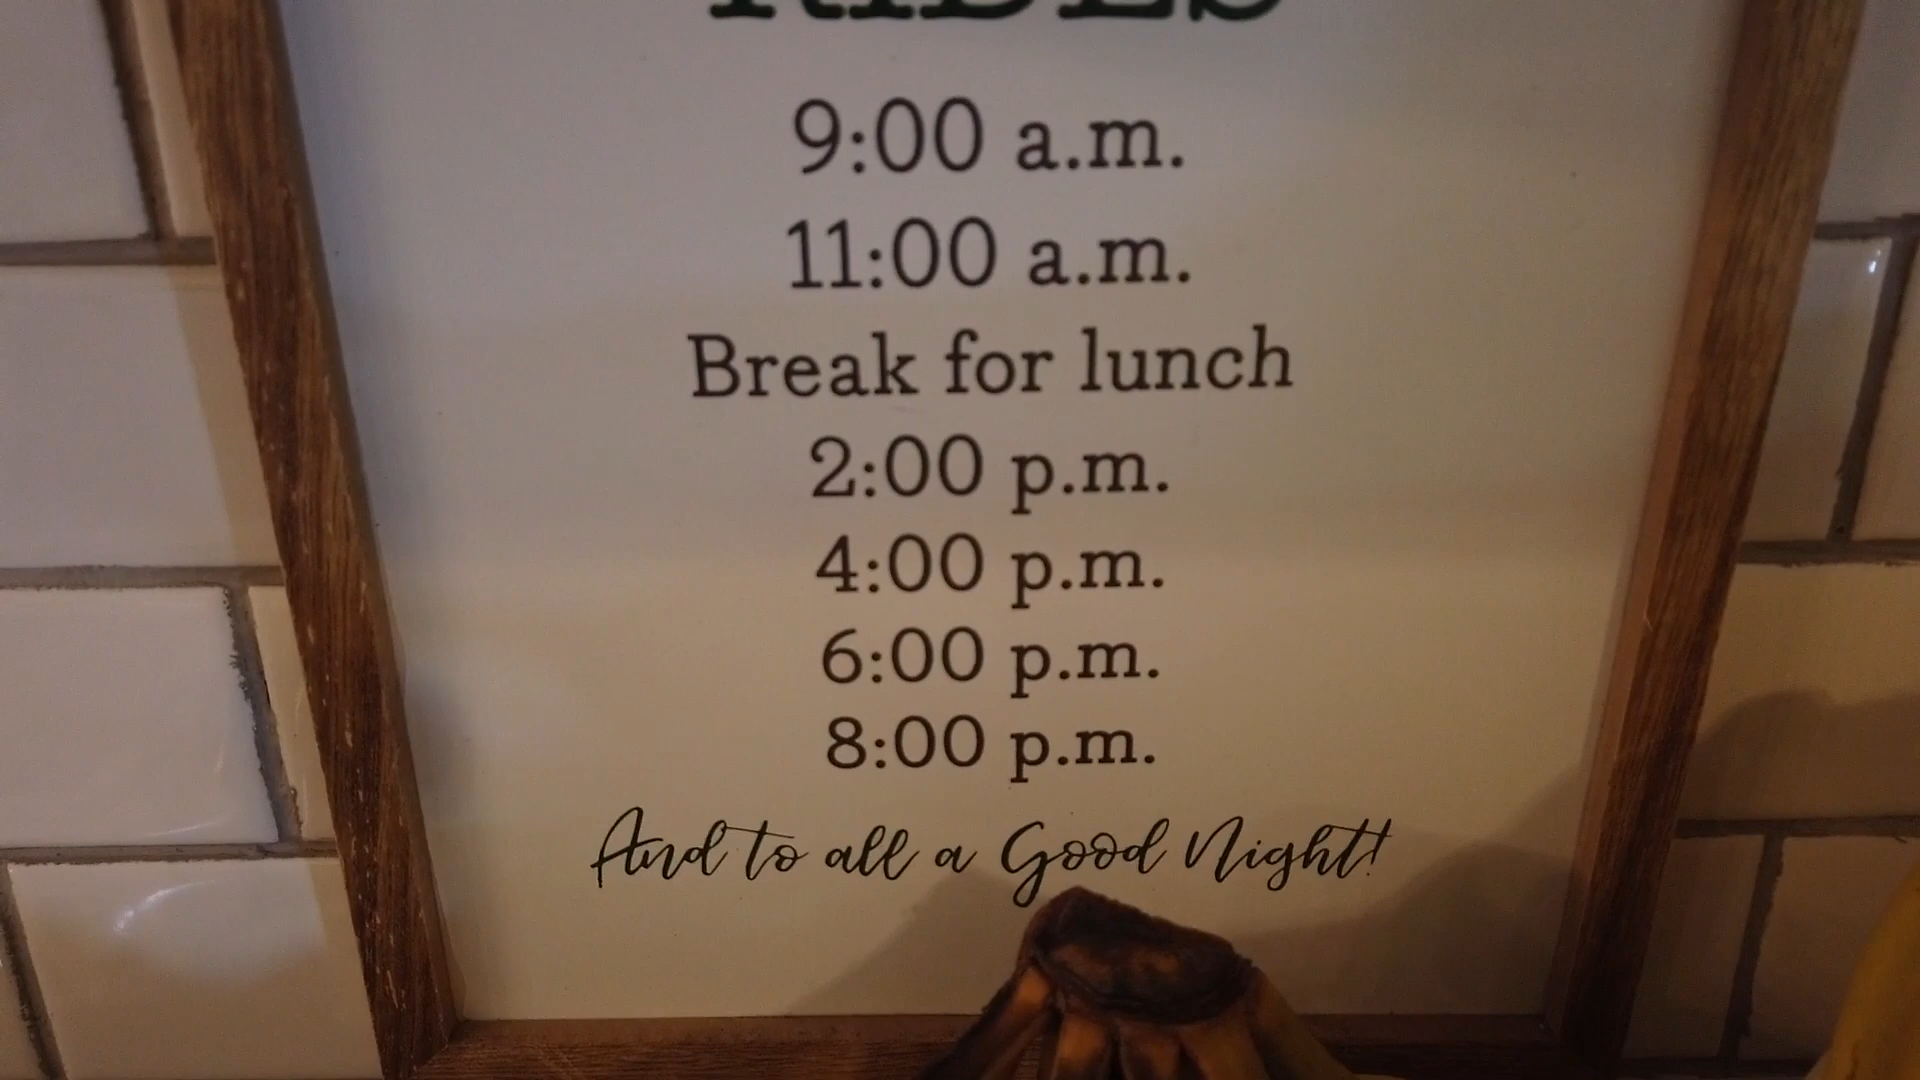 RIDES
9:00 a.m.
11:00 a.m.
Break for lunch
2:00 p.m.
4:00 p.m.
6:00 p.m.
8:00 p.m.
And to all a Good Night!